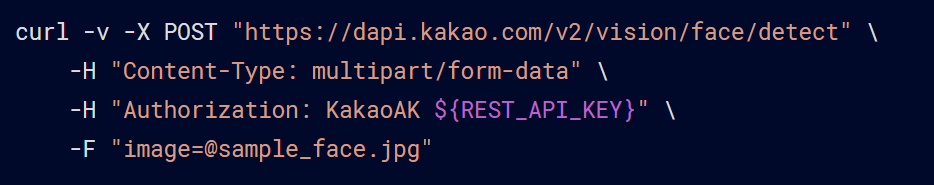 curl -v -X POST "https://dapi.kakao.com/v2/vision/face/detect" \
    -H "Content-Type: multipart/form-data" \
    -H "Authorization: KakaoAK ${REST_API_KEY}" \
    -F "image=@sample_face.jpg"